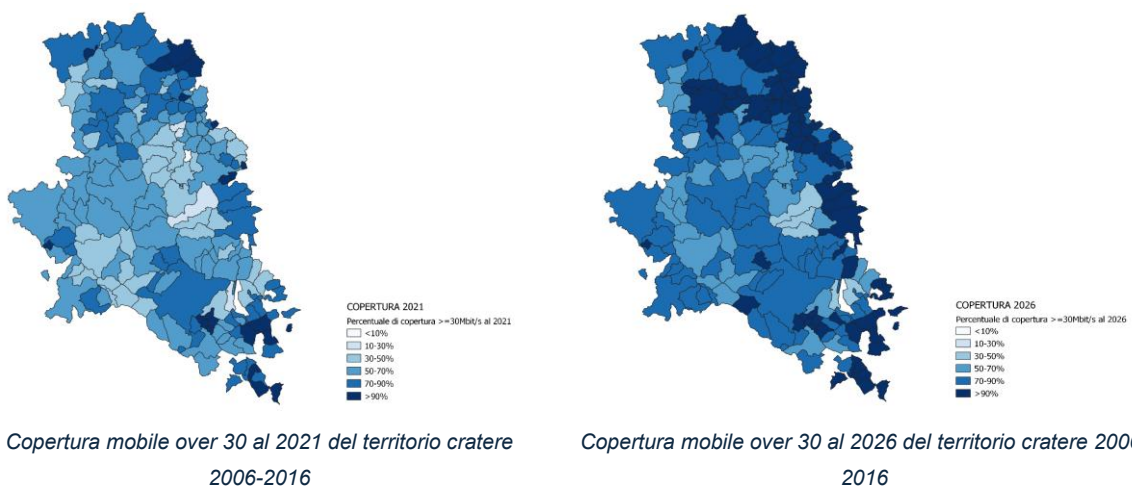 COPERTURA 2021
Percentuale di copertura >=30Mbit/s al 2021
<10%
10-30%
30-50%
50-70%
70-90%
>90%
COPERTURA 2026
Percentuale di copertura >=30Mbit/s al 2026
<10%
10-30%
30-50%
50-70%
70-90%
>90%
Copertura mobile over 30 al 2021 del territorio cratere
2006-2016
Copertura mobile over 30 al 2026 del territorio cratere
2016